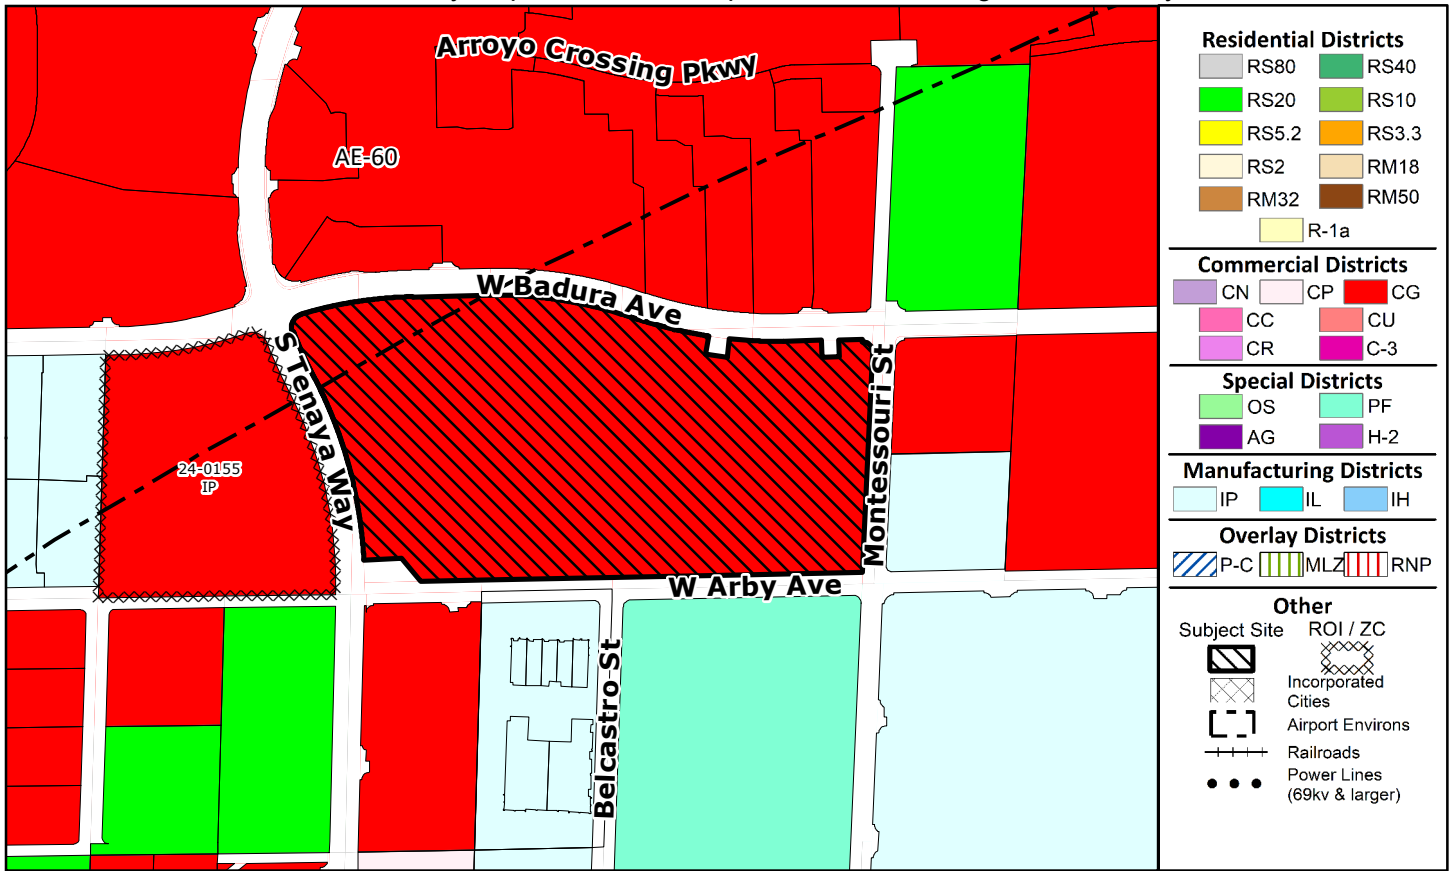 Arroyo Crossing Pkwy
AE-60
W Badura Ave
S Tenaya Way
Montessouri St
24-0155
IP
W Arby Ave
Belcastro St
Residential Districts
RS80 RS40
RS20 RS10
RS5.2 RS3.3
RS2 RM18
RM32 RM50
R-1a
Commercial Districts
CN CP CG
CC CU
CR C-3
Special Districts
OS PF
AG H-2
Manufacturing Districts
IP IL IH
Overlay Districts
P-C MLZ RNP
Other
Subject Site ROI / ZC
Incorporated
Cities
Airport Environs
Railroads
Power Lines
(69kv & larger)